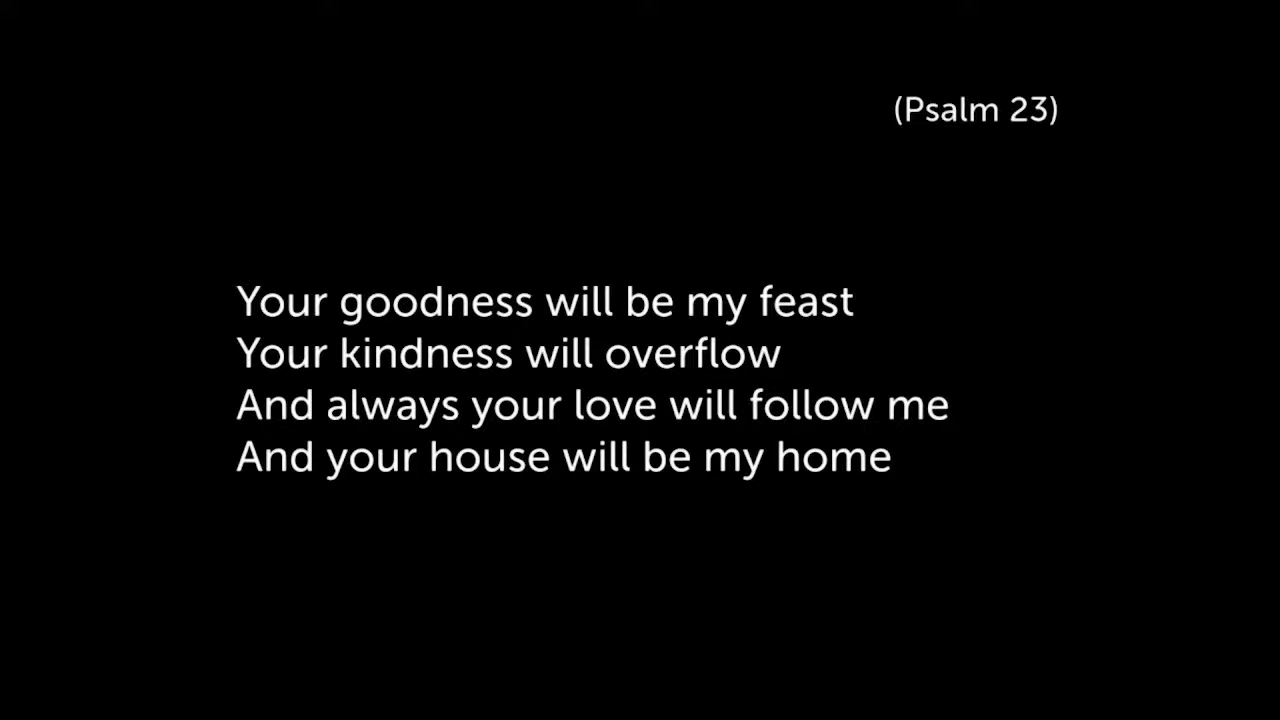 (Psalm 23)
Your goodness will be my feast
Your kindness will overflow
And always your love will follow me
And your house will be my home